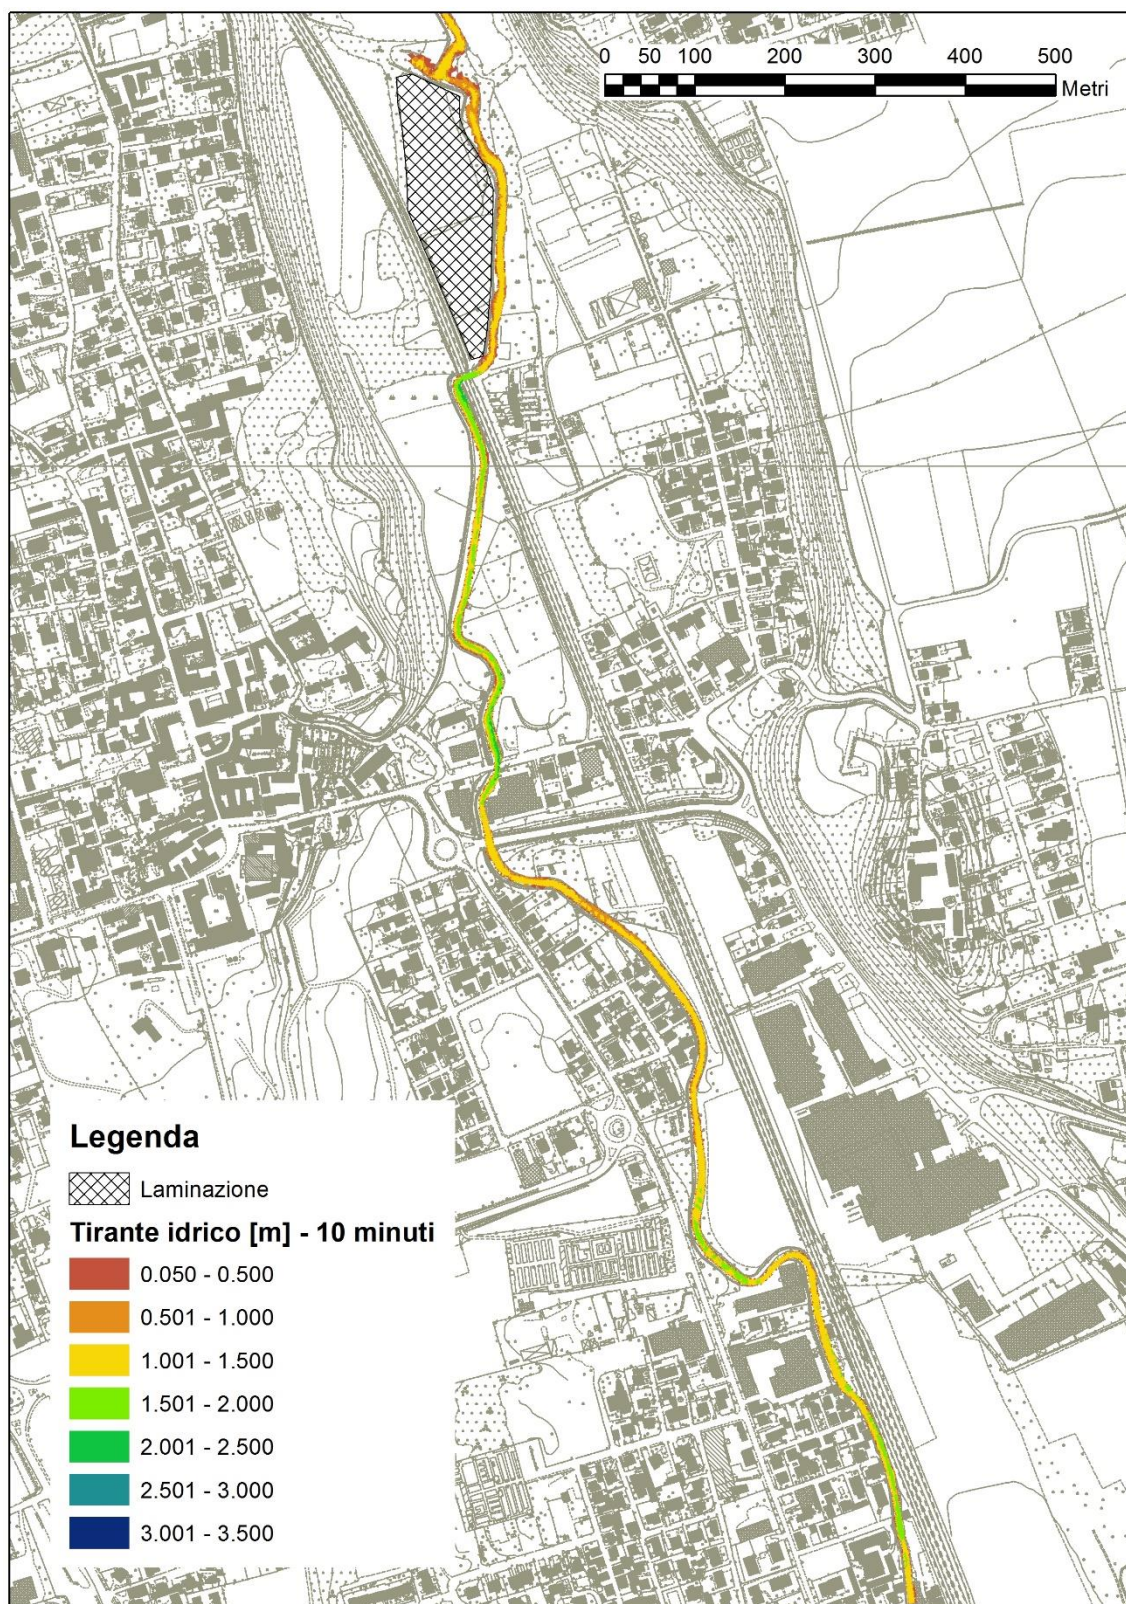 0 50 100 200 300 400 500
Metri
Legenda
Laminazione
Tirante idrico [m] - 10 minuti
0.050 - 0.500
0.501 - 1.000
1.001 - 1.500
1.501 - 2.000
2.001 - 2.500
2.501 - 3.000
3.001 - 3.500